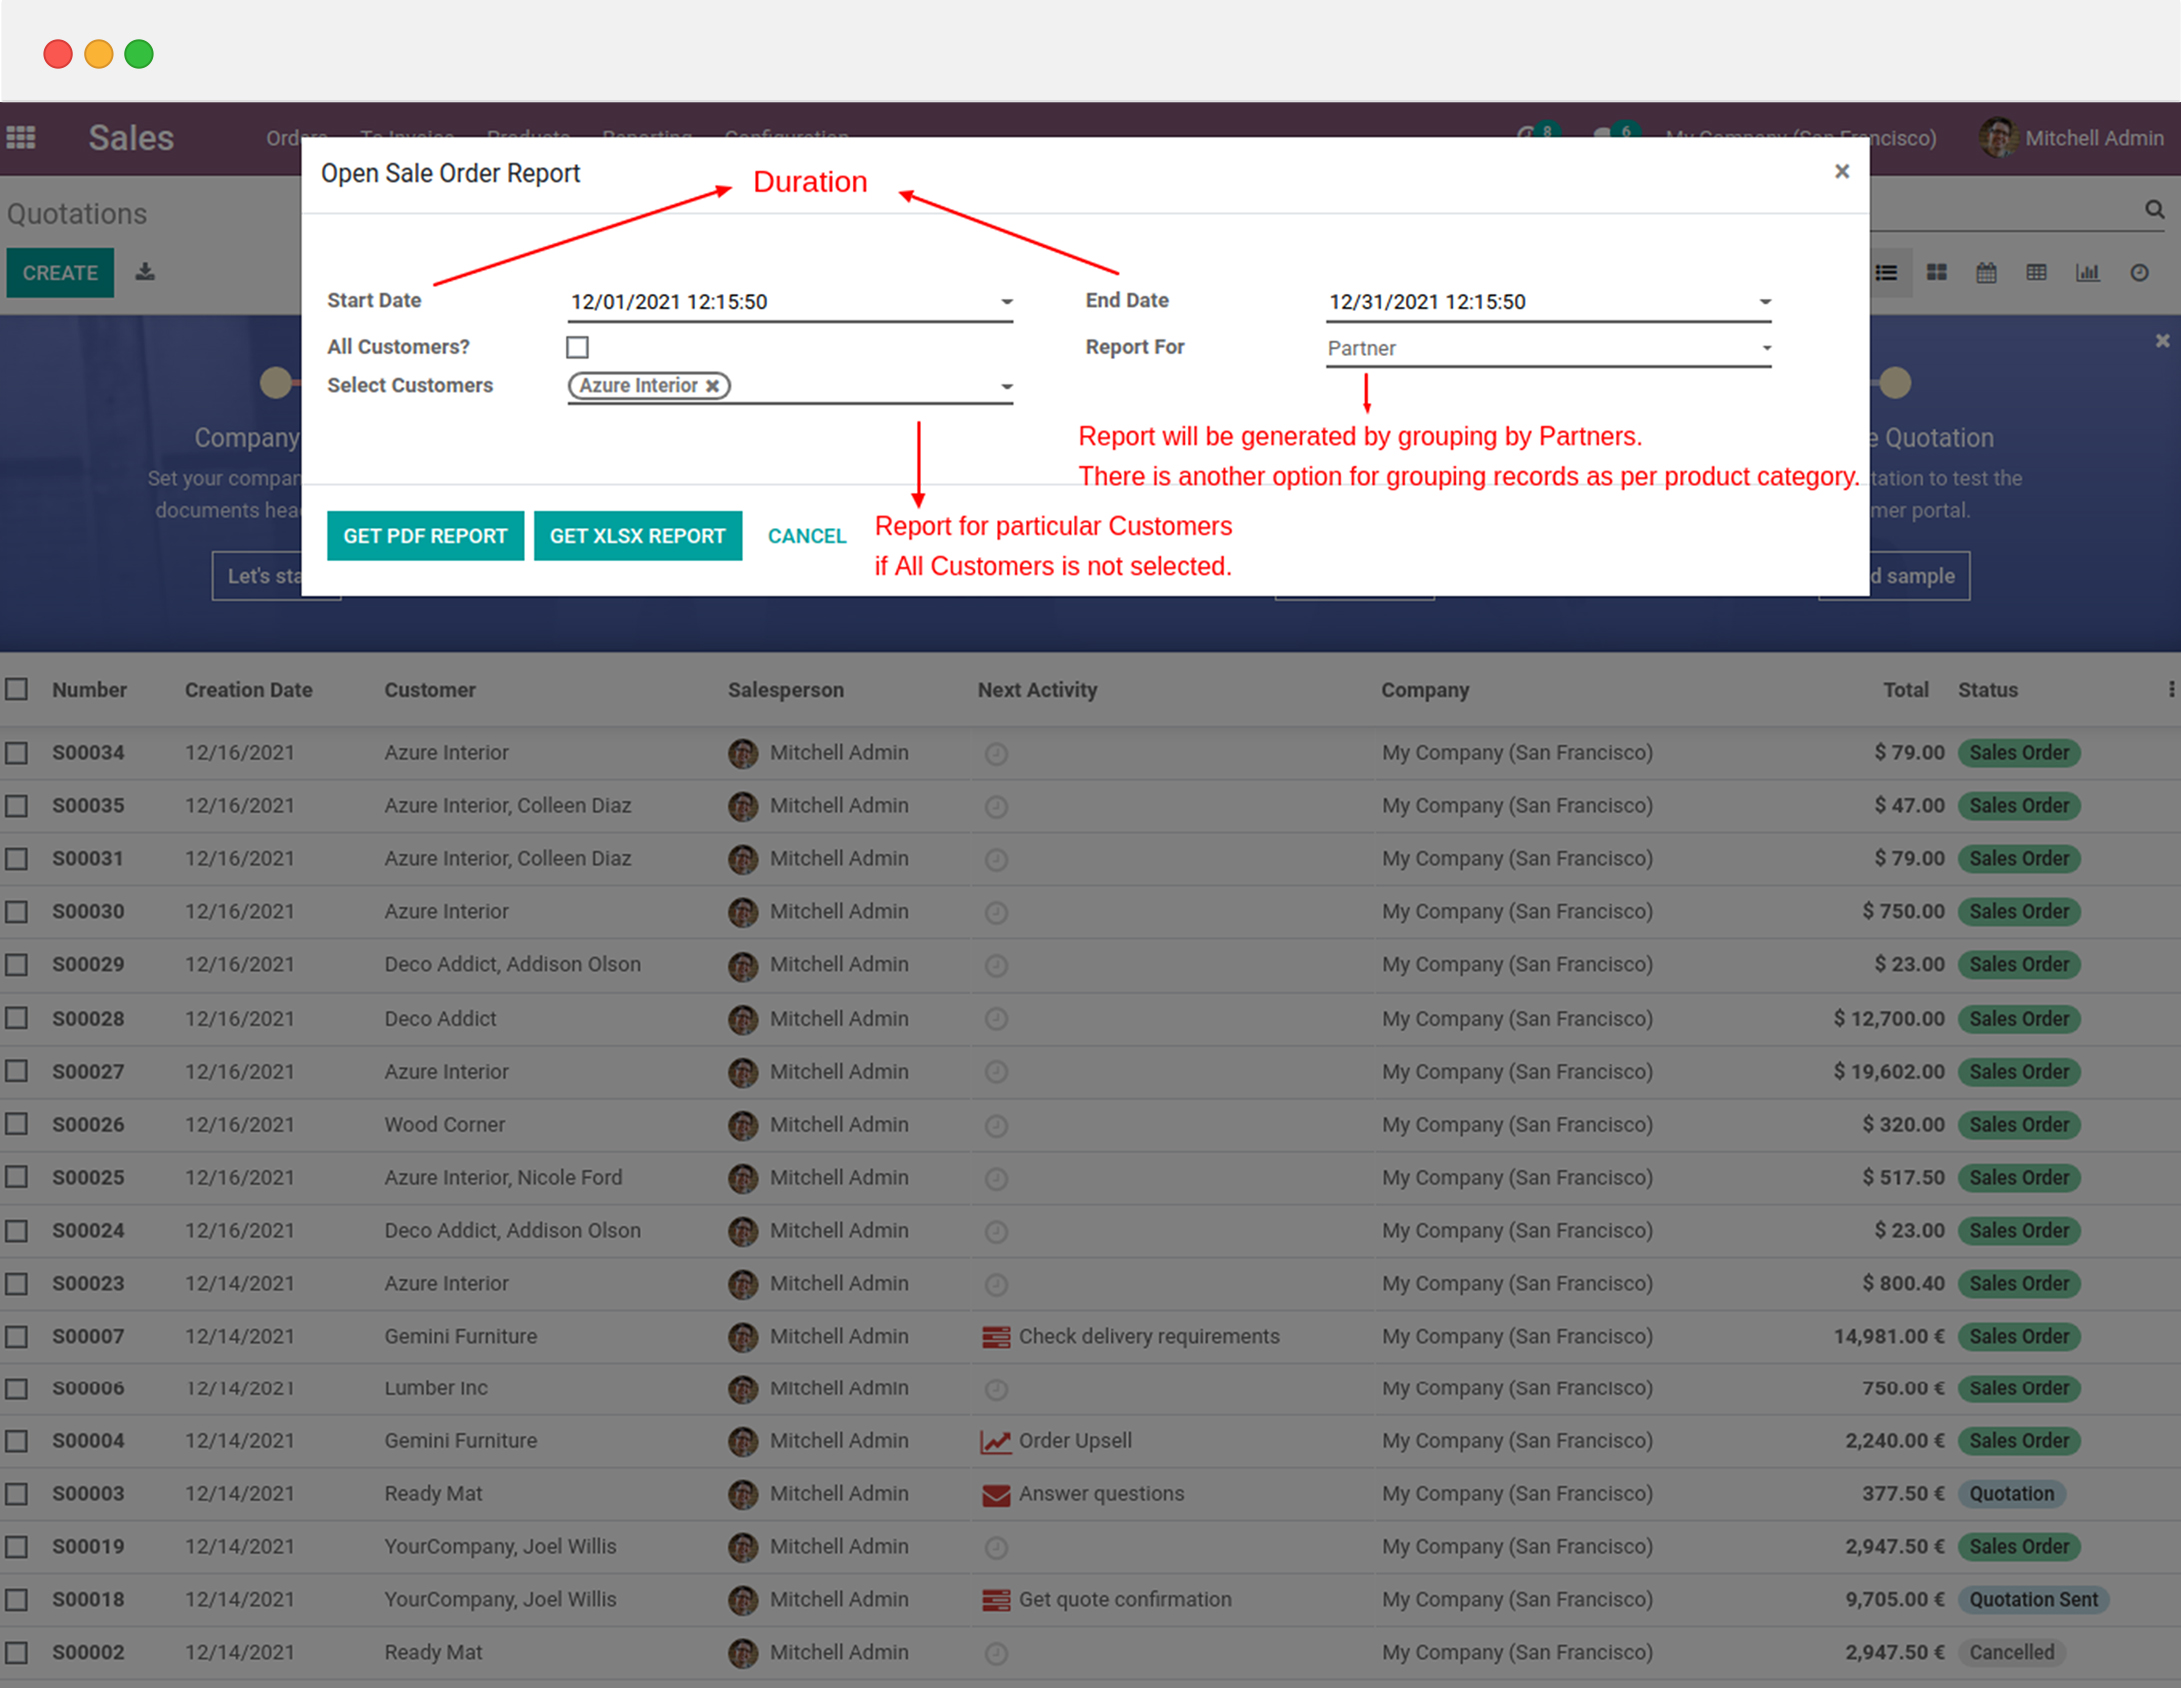 Sales
8
6
Mitchell Admin
Open Sale Order Report
Duration
×
Quotations
CREATE
Start Date 12/01/2021 12:15:50 End Date 12/31/2021 12:15:50
All Customers? Report For Partner
Select Customers Azure Interior ✖
Report will be generated by grouping by Partners.
There is another option for grouping records as per product category.
Company
Quotation
Set your
tation to test the
documents
mer portal.
GET PDF REPORT GET XLSX REPORT CANCEL
Report for particular Customers
if All Customers is not selected.
Let's
sample
Number Creation Date Customer Salesperson Next Activity Company Total Status
S00034 12/16/2021 Azure Interior Mitchell Admin My Company (San Francisco) $ 79.00 Sales Order
S00035 12/16/2021 Azure Interior, Colleen Diaz Mitchell Admin My Company (San Francisco) $ 47.00 Sales Order
S00031 12/16/2021 Azure Interior, Colleen Diaz Mitchell Admin My Company (San Francisco) $ 79.00 Sales Order
S00030 12/16/2021 Azure Interior Mitchell Admin My Company (San Francisco) $ 750.00 Sales Order
S00029 12/16/2021 Deco Addict, Addison Olson Mitchell Admin My Company (San Francisco) $ 23.00 Sales Order
S00028 12/16/2021 Deco Addict Mitchell Admin My Company (San Francisco) $ 12,700.00 Sales Order
S00027 12/16/2021 Azure Interior Mitchell Admin My Company (San Francisco) $ 19,602.00 Sales Order
S00026 12/16/2021 Wood Corner Mitchell Admin My Company (San Francisco) $ 320.00 Sales Order
S00025 12/16/2021 Azure Interior, Nicole Ford Mitchell Admin My Company (San Francisco) $ 517.50 Sales Order
S00024 12/16/2021 Deco Addict, Addison Olson Mitchell Admin My Company (San Francisco) $ 23.00 Sales Order
S00023 12/14/2021 Azure Interior Mitchell Admin My Company (San Francisco) $ 800.40 Sales Order
S00007 12/14/2021 Gemini Furniture Mitchell Admin Check delivery requirements My Company (San Francisco) 14,981.00 € Sales Order
S00006 12/14/2021 Lumber Inc Mitchell Admin My Company (San Francisco) 750.00 € Sales Order
S00004 12/14/2021 Gemini Furniture Mitchell Admin Order Upsell My Company (San Francisco) 2,240.00 € Sales Order
S00003 12/14/2021 Ready Mat Mitchell Admin Answer questions My Company (San Francisco) 377.50 € Quotation
S00019 12/14/2021 YourCompany, Joel Willis Mitchell Admin My Company (San Francisco) 2,947.50 € Sales Order
S00018 12/14/2021 YourCompany, Joel Willis Mitchell Admin Get quote confirmation My Company (San Francisco) 9,705.00 € Quotation Sent
S00002 12/14/2021 Ready Mat Mitchell Admin My Company (San Francisco) 2,947.50 € Cancelled